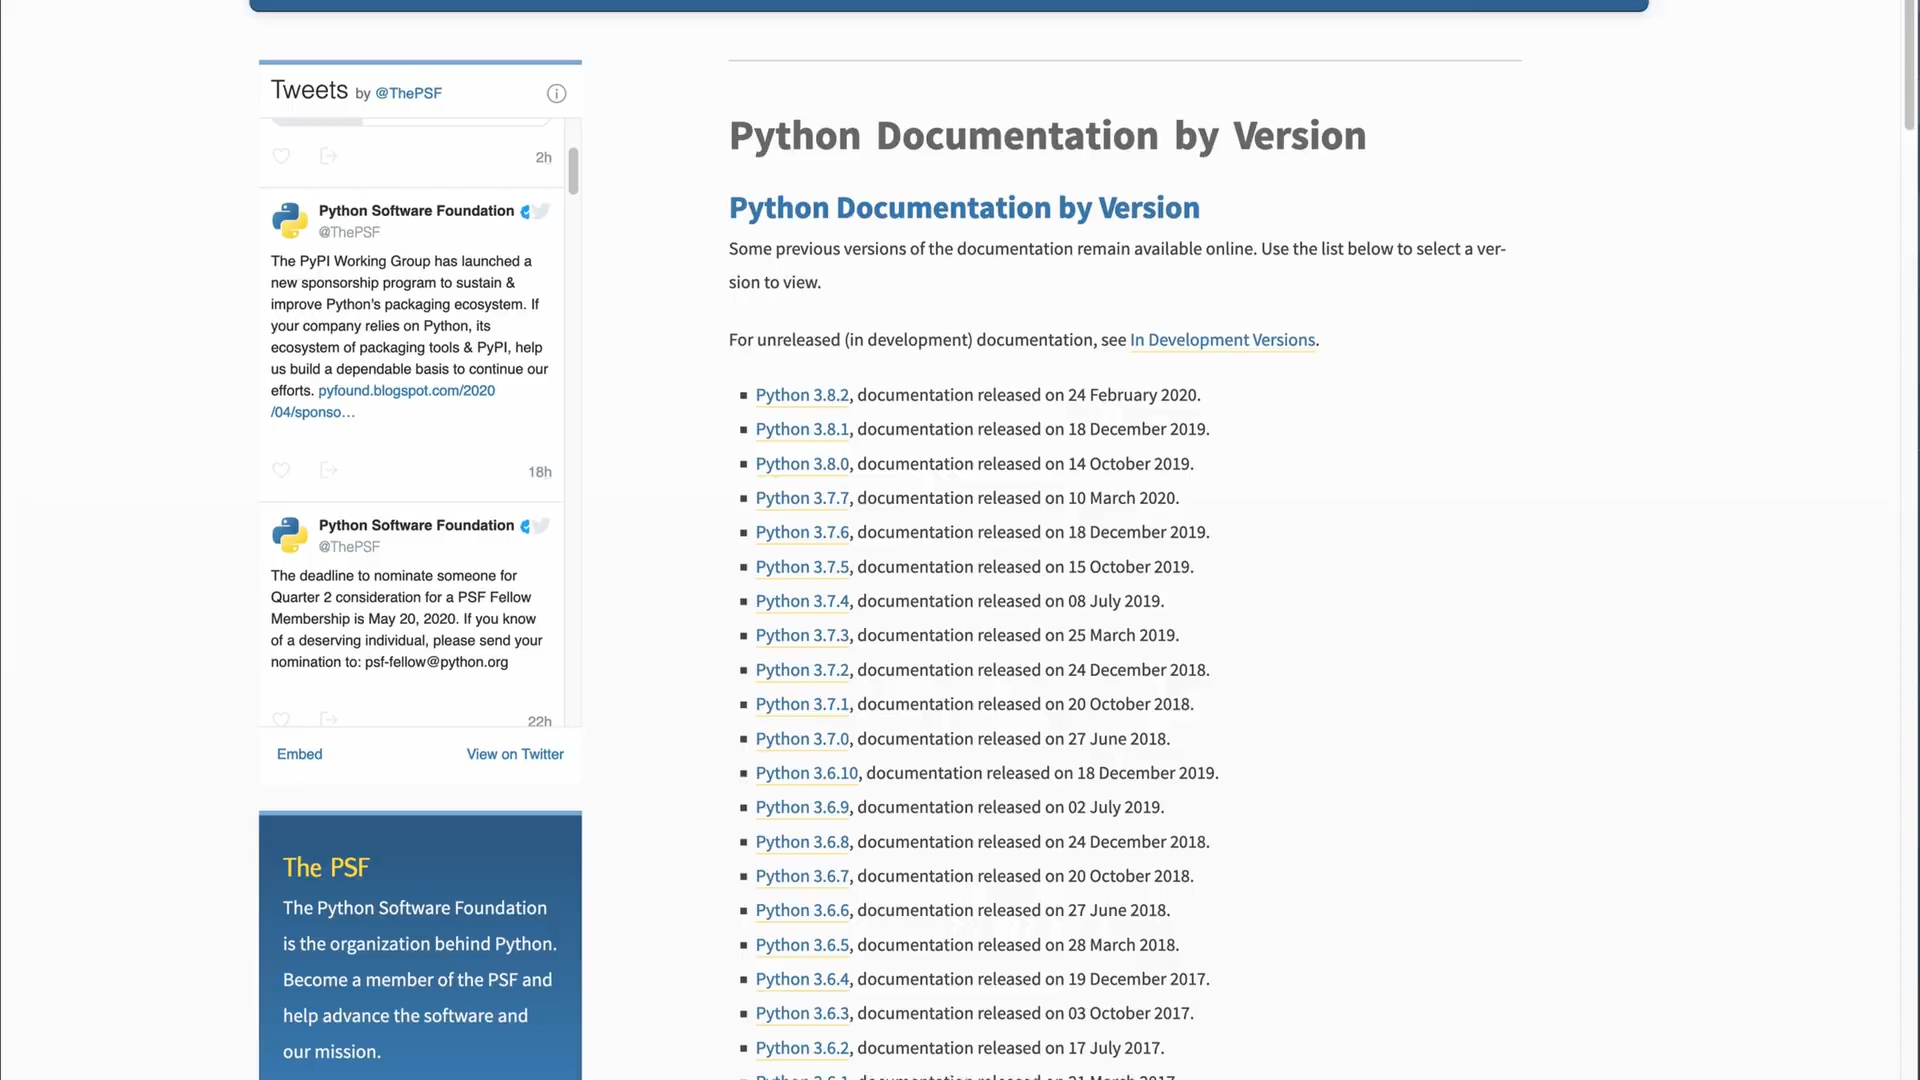 Tweets by @ThePSF
2h
Python Software Foundation
@ThePSF
The PyPI Working Group has launched a
new sponsorship program to sustain &
improve Python's packaging ecosystem. If
your company relies on Python, its
ecosystem of packaging tools & PyPI, help
us build a dependable basis to continue our
efforts. pyfound.blogspot.com/2020
/04/sponso…
18h
Python Software Foundation
@ThePSF
The deadline to nominate someone for
Quarter 2 consideration for a PSF Fellow
Membership is May 20, 2020. If you know
of a deserving individual, please send your
nomination to: psf-fellow@python.org
22h
Embed
View on Twitter
The PSF
The Python Software Foundation
is the organization behind Python.
Become a member of the PSF and
help advance the software and
our mission.
Python Documentation by Version
Python Documentation by Version
Some previous versions of the documentation remain available online. Use the list below to select a ver-
sion to view.
For unreleased (in development) documentation, see In Development Versions.
Python 3.8.2, documentation released on 24 February 2020.
Python 3.8.1, documentation released on 18 December 2019.
Python 3.8.0, documentation released on 14 October 2019.
Python 3.7.7, documentation released on 10 March 2020.
Python 3.7.6, documentation released on 18 December 2019.
Python 3.7.5, documentation released on 15 October 2019.
Python 3.7.4, documentation released on 08 July 2019.
Python 3.7.3, documentation released on 25 March 2019.
Python 3.7.2, documentation released on 24 December 2018.
Python 3.7.1, documentation released on 20 October 2018.
Python 3.7.0, documentation released on 27 June 2018.
Python 3.6.10, documentation released on 18 December 2019.
Python 3.6.9, documentation released on 02 July 2019.
Python 3.6.8, documentation released on 24 December 2018.
Python 3.6.7, documentation released on 20 October 2018.
Python 3.6.6, documentation released on 27 June 2018.
Python 3.6.5, documentation released on 28 March 2018.
Python 3.6.4, documentation released on 19 December 2017.
Python 3.6.3, documentation released on 03 October 2017.
Python 3.6.2, documentation released on 17 July 2017.
Python 3.6.1, documentation released on 21 March 2017.